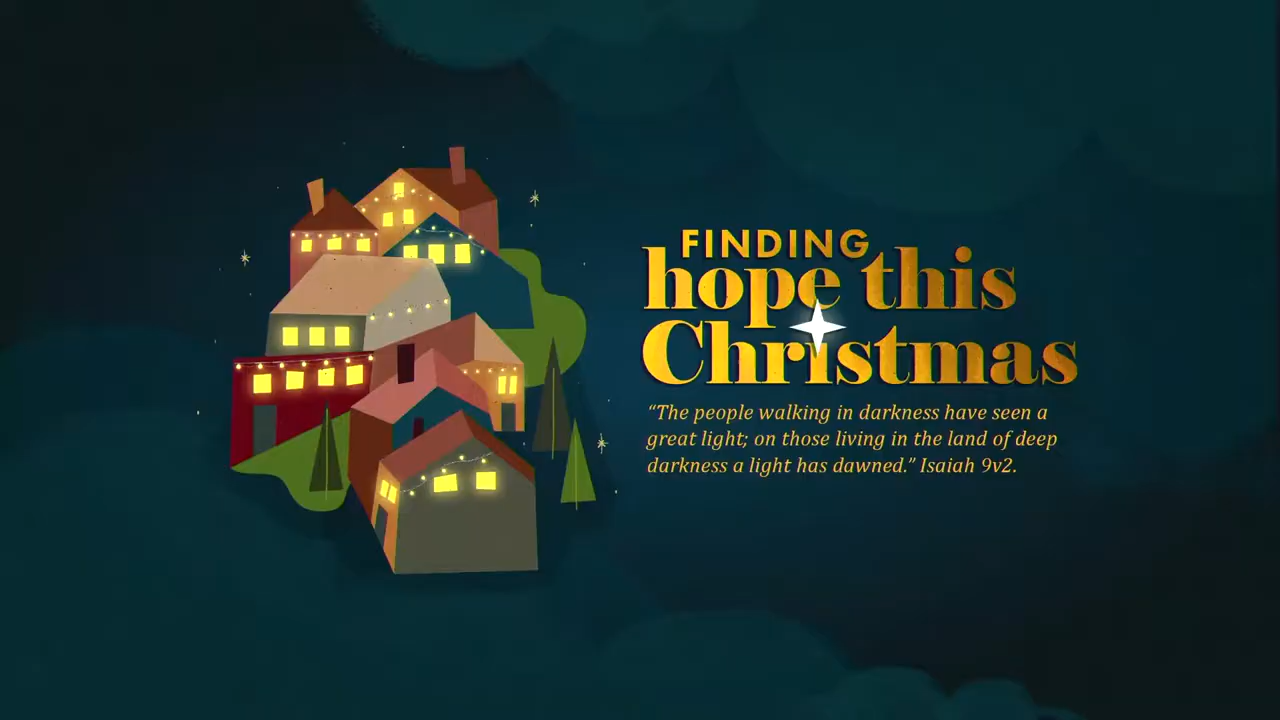 FINDING
hope this
Christmas
“The people walking in darkness have seen a
great light; on those living in the land of deep
darkness a light has dawned.” Isaiah 9v2.